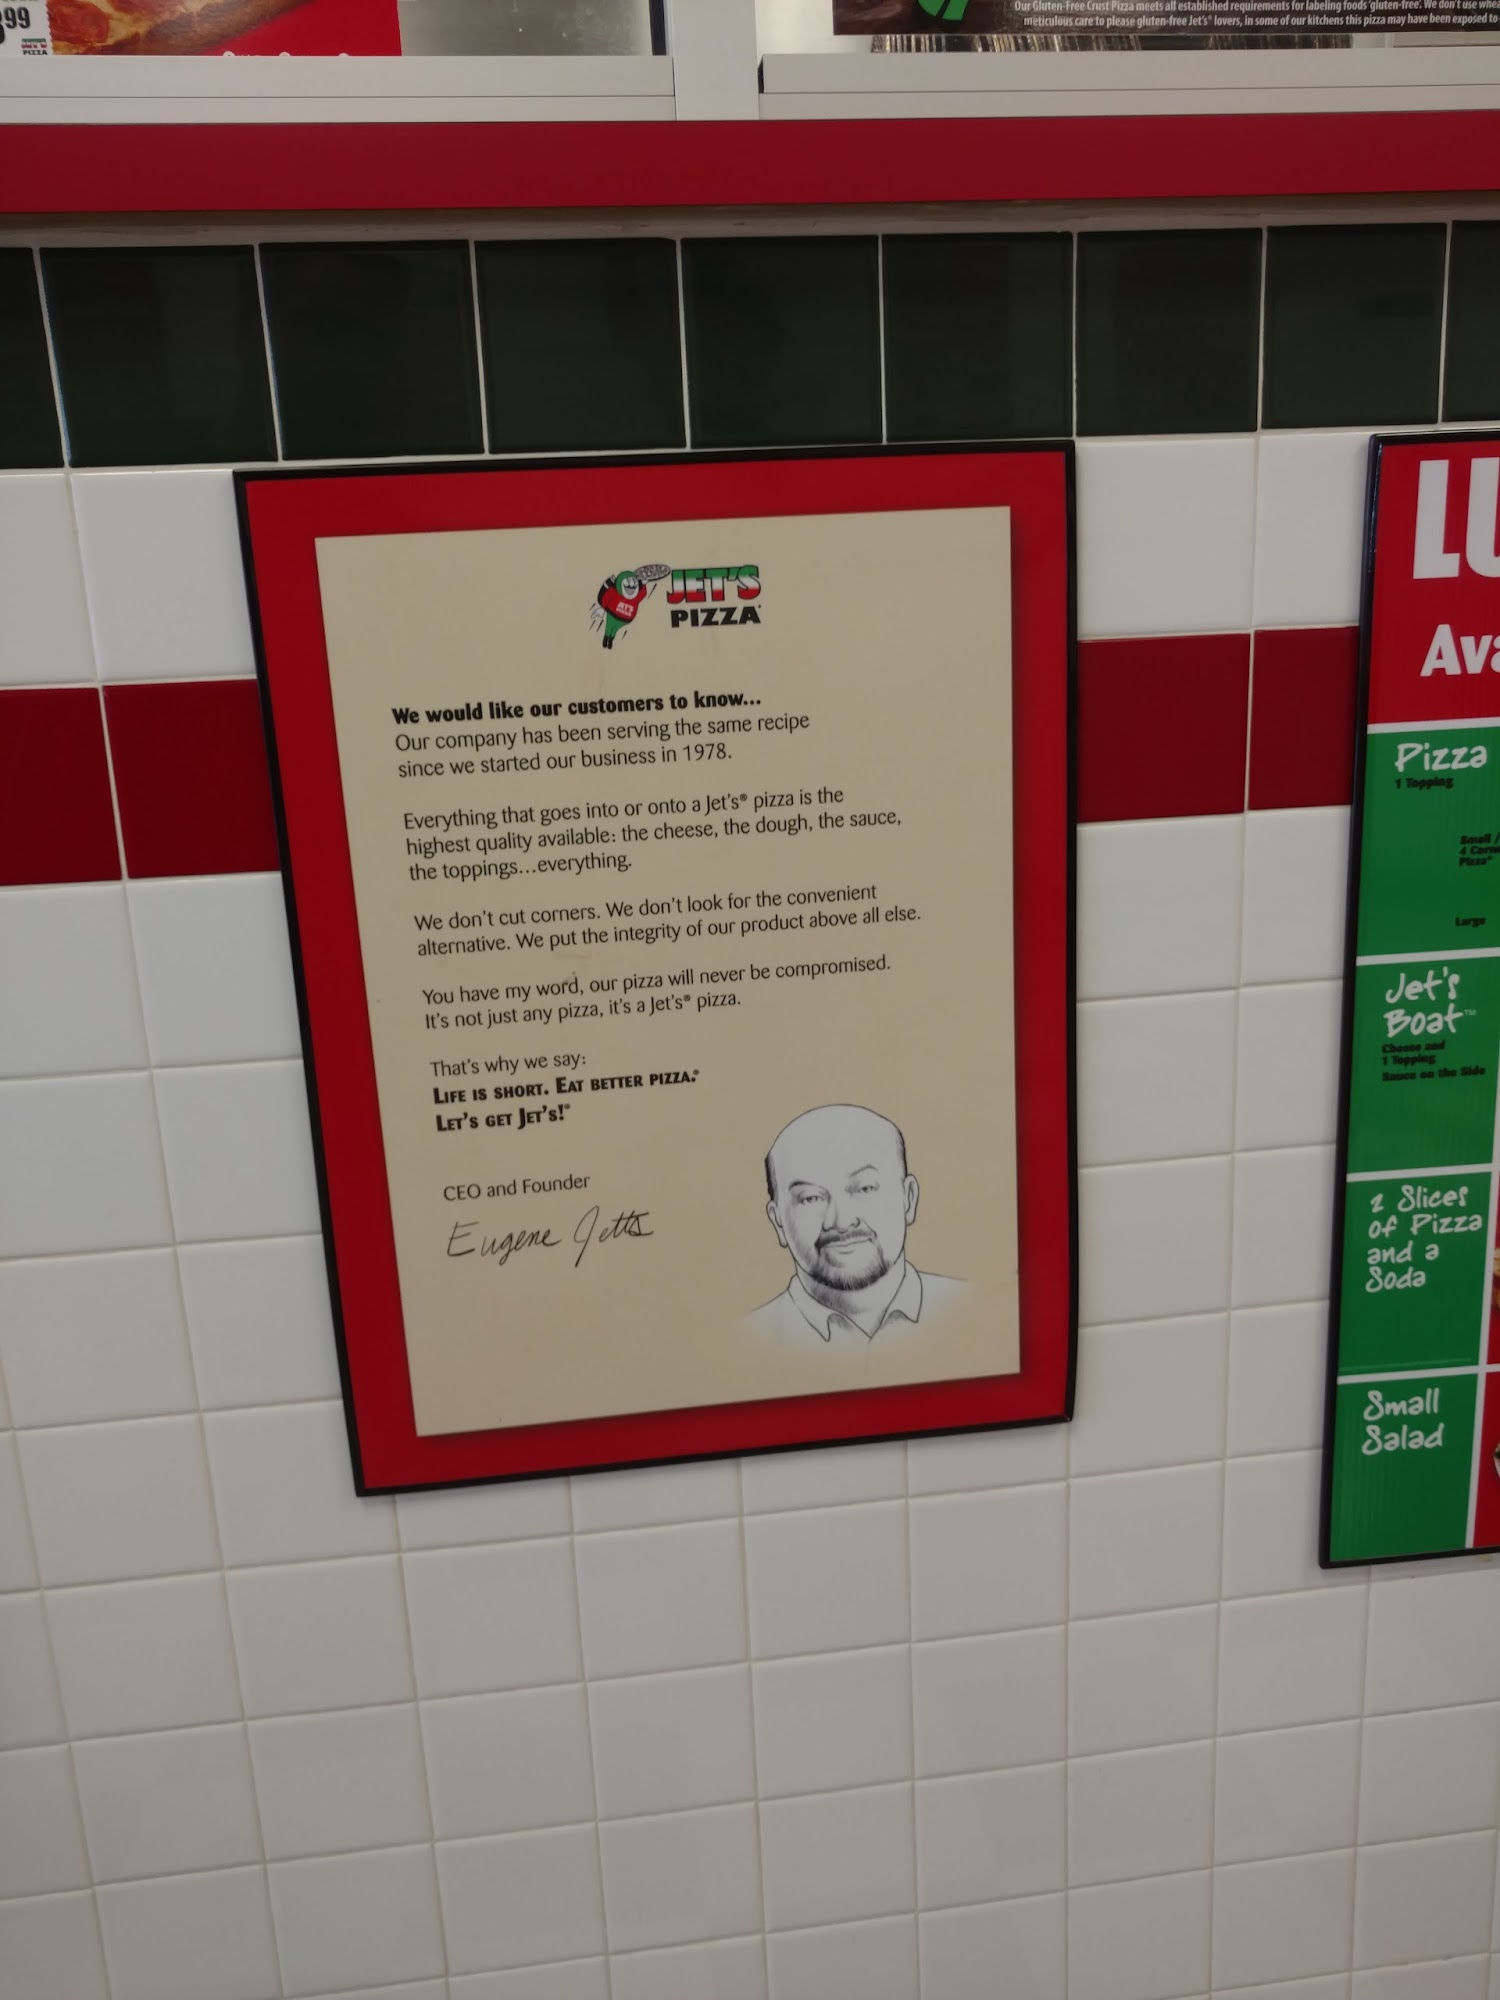 .99
Our Gluten-Free Crust Pizza meets all established requirements for labeling foods 'gluten-free'. We don't use
meticulous care to please gluten-free Jet's® lovers, in some of our kitchens this pizza may have been exposed to
JET'S
PIZZA
We would like our customers to know...
Our company has been serving the same recipe
since we started our business in 1978.
Everything that goes into or onto a Jet's® pizza is the
highest quality available: the cheese, the dough, the sauce,
the toppings...everything.
We don't cut corners. We don't look for the convenient
alternative. We put the integrity of our product above all else.
You have my word, our pizza will never be compromised.
It's not just any pizza, it's a Jet's® pizza.
That's why we say:
LIFE IS SHORT. EAT BETTER PIZZA.®
LET'S GET JET'S!®
CEO and Founder
Eugene Jetts
LU
Ava
Pizza
1 Topping
Small /
4 Corn
Pizza®
Large
Jet's
Boat™
Cheese and
1 Topping
Sauce on the Side
2 Slices
of Pizza
and a
Soda
Small
Salad